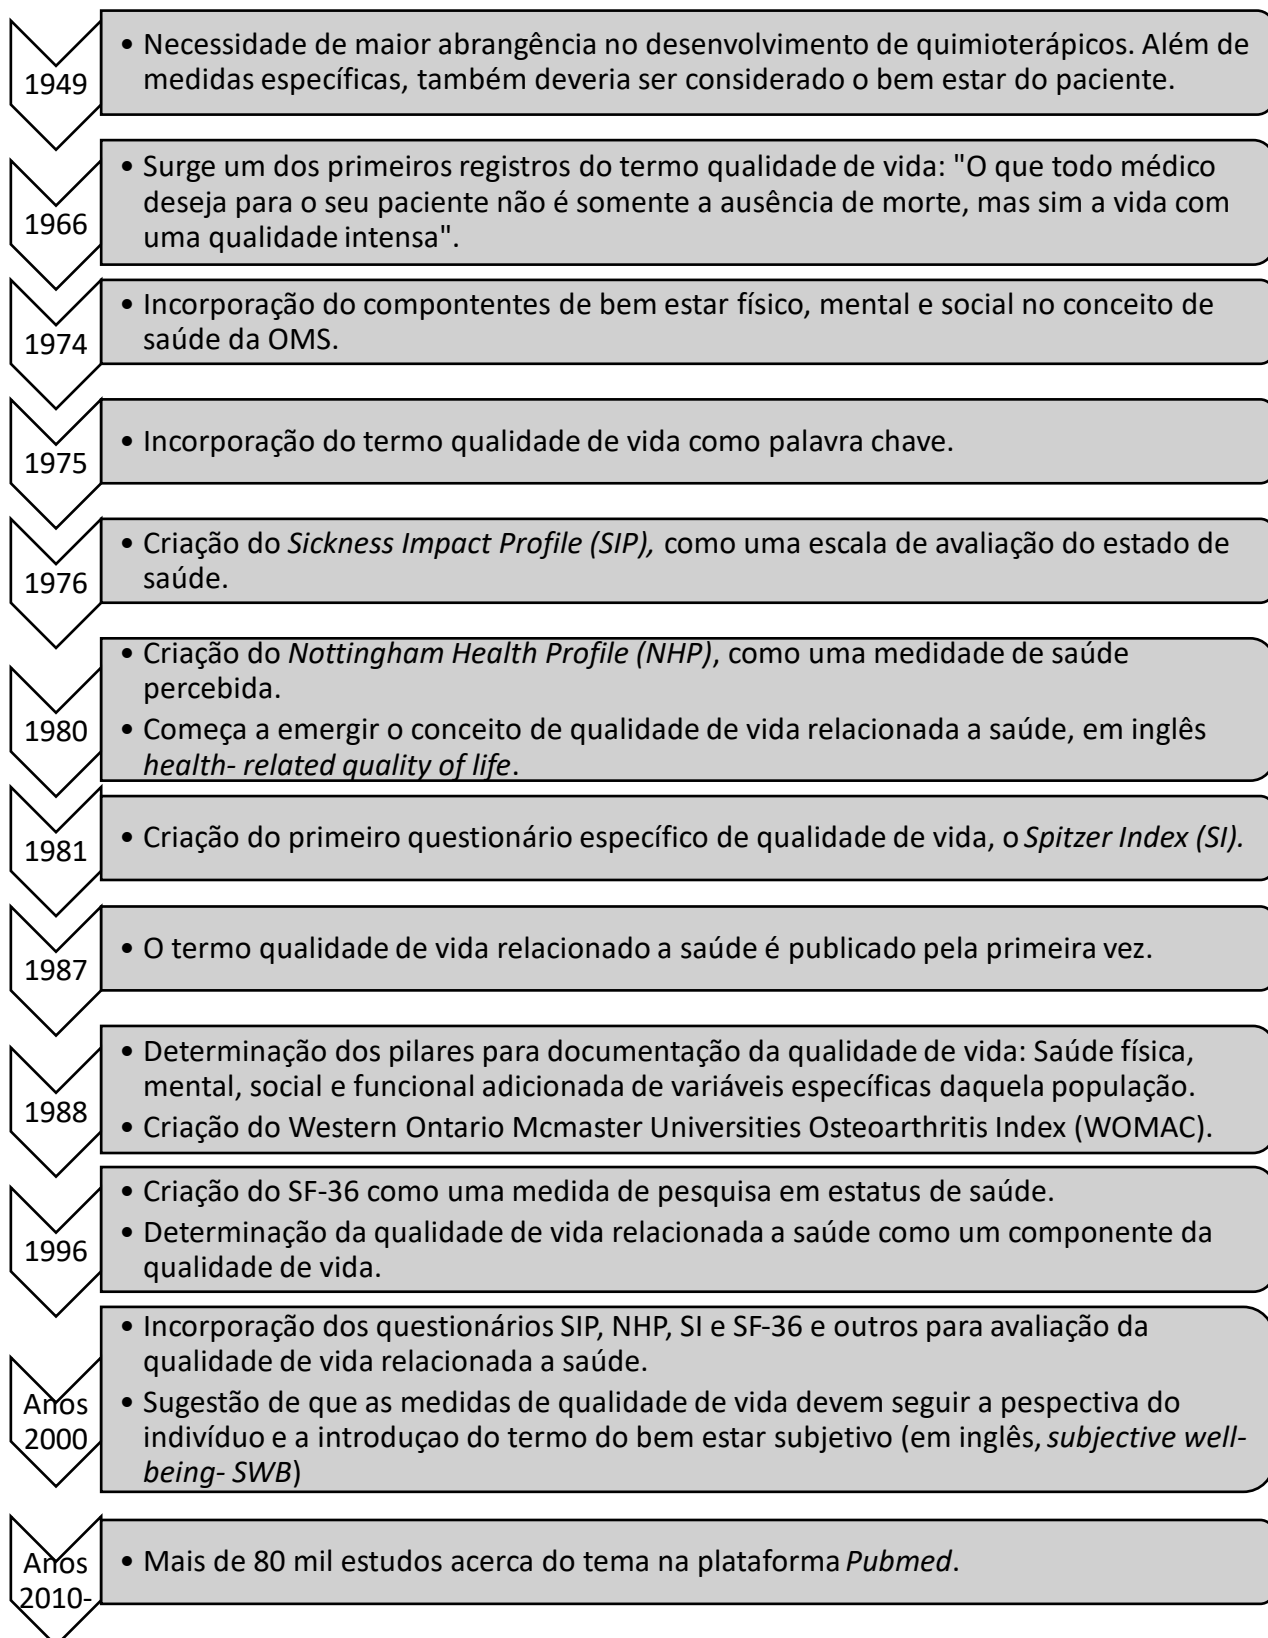 1949
• Necessidade de maior abrangência no desenvolvimento de quimioterápicos. Além de
medidas específicas, também deveria ser considerado o bem estar do paciente.
1966
• Surge um dos primeiros registros do termo qualidade de vida: "O que todo médico
deseja para o seu paciente não é somente a ausência de morte, mas sim a vida com
uma qualidade intensa".
1974
• Incorporação do compontentes de bem estar físico, mental e social no conceito de
saúde da OMS.
1975
• Incorporação do termo qualidade de vida como palavra chave.
1976
• Criação do Sickness Impact Profile (SIP), como uma escala de avaliação do estado de
saúde.
1980
• Criação do Nottingham Health Profile (NHP), como uma medidade de saúde
percebida.
• Começa a emergir o conceito de qualidade de vida relacionada a saúde, em inglês
health- related quality of life.
1981
• Criação do primeiro questionário específico de qualidade de vida, o Spitzer Index (SI).
1987
• O termo qualidade de vida relacionado a saúde é publicado pela primeira vez.
1988
• Determinação dos pilares para documentação da qualidade de vida: Saúde física,
mental, social e funcional adicionada de variáveis específicas daquela população.
• Criação do Western Ontario Mcmaster Universities Osteoarthritis Index (WOMAC).
1996
• Criação do SF-36 como uma medida de pesquisa em estatus de saúde.
• Determinação da qualidade de vida relacionada a saúde como um componente da
qualidade de vida.
Anos
2000
• Incorporação dos questionários SIP, NHP, SI e SF-36 e outros para avaliação da
qualidade de vida relacionada a saúde.
• Sugestão de que as medidas de qualidade de vida devem seguir a pespectiva do
indivíduo e a introduçao do termo do bem estar subjetivo (em inglês, subjective well-
being- SWB)
Anos
2010-
• Mais de 80 mil estudos acerca do tema na plataforma Pubmed.